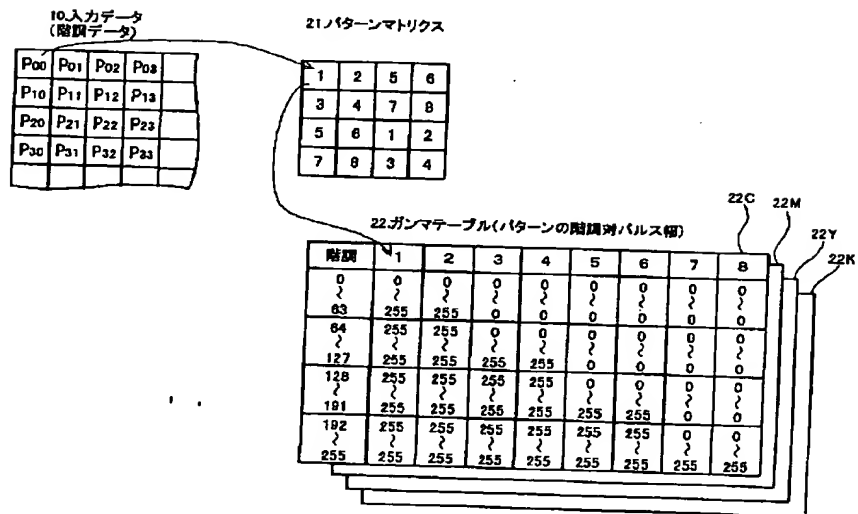 10.入力データ
(階調データ)
21.パターンマトリクス
P00 P01 P02 P03
P10 P11 P12 P13
P20 P21 P22 P23
P30 P31 P32 P33
1 2 5 6
3 4 7 8
5 6 1 2
7 8 3 4
22C
22M
22Y
22K
22.ガンマテーブル(パターンの階調対パルス幅)
階調 1 2 3 4 5 6 7 8
0 0 0 0 0 0 0 0 0
~ ~ ~ ~ ~ ~ ~ ~ ~
63 255 255 0 0 0 0 0 0
64 255 255 0 0 0 0 0 0
~ ~ ~ ~ ~ ~ ~ ~ ~
127 255 255 255 255 0 0 0 0
128 255 255 255 255 0 0 0 0
~ ~ ~ ~ ~ ~ ~ ~ ~
191 255 255 255 255 255 255 0 0
192 255 255 255 255 255 255 0 0
~ ~ ~ ~ ~ ~ ~ ~ ~
255 255 255 255 255 255 255 255 255